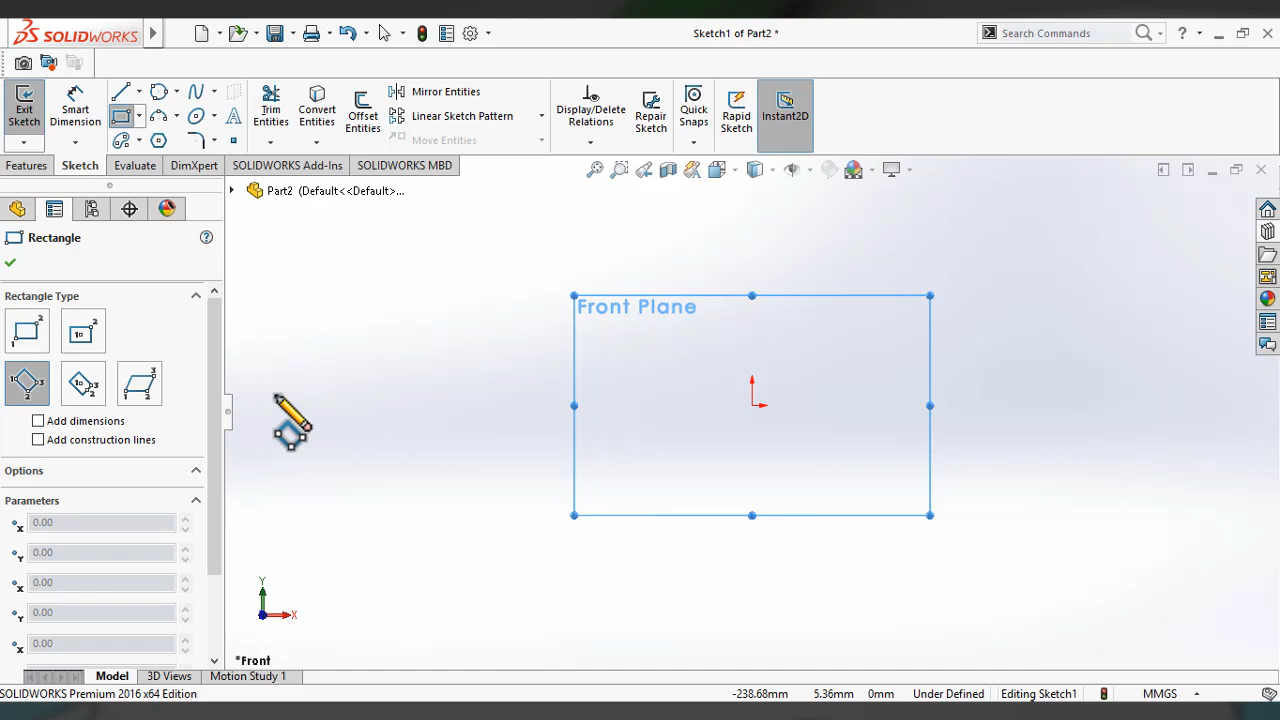 SOLIDWORKS
Sketch1 of Part2 *
Search Commands
Exit Sketch
Smart Dimension
Trim Entities
Convert Entities
Offset Entities
Mirror Entities
Linear Sketch Pattern
Move Entities
Display/Delete Relations
Repair Sketch
Quick Snaps
Rapid Sketch
Instant2D
Features Sketch Evaluate DimXpert SOLIDWORKS Add-Ins SOLIDWORKS MBD
Part2 (Default<<Default>...
Rectangle
Rectangle Type
Add dimensions
Add construction lines
Options
Parameters
0.00
0.00
0.00
0.00
0.00
Front Plane
Y
X
*Front
Model 3D Views Motion Study 1
SOLIDWORKS Premium 2016 x64 Edition
-238.68mm 5.36mm 0mm Under Defined Editing Sketch1 MMGS